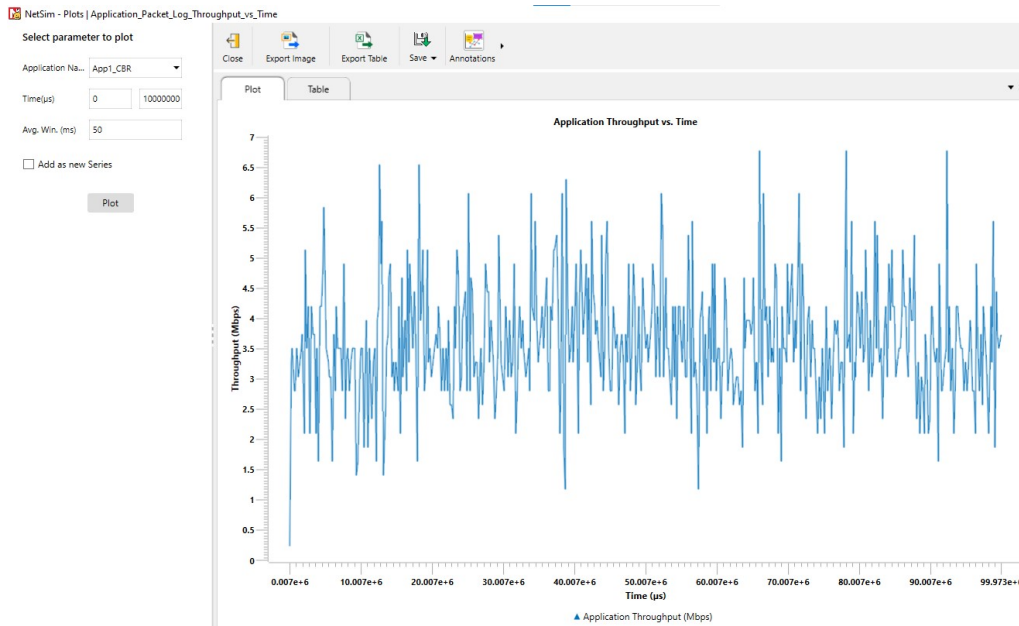 NetSim - Plots | Application_Packet_Log_Throughput_vs_Time
Select parameter to plot
Application Na... App1_CBR
Time(µs) 0 10000000
Avg. Win. (ms) 50
Add as new Series
Plot
Close Export Image Export Table Save Annotations
Plot Table
Application Throughput vs. Time
Throughput (Mbps)
7
6.5
6
5.5
5
4.5
4
3.5
3
2.5
2
1.5
1
0.5
0
0.007e+6 10.007e+6 20.007e+6 30.007e+6 40.007e+6 50.007e+6 60.007e+6 70.007e+6 80.007e+6 90.007e+6 99.973e+
Time (µs)
Application Throughput (Mbps)